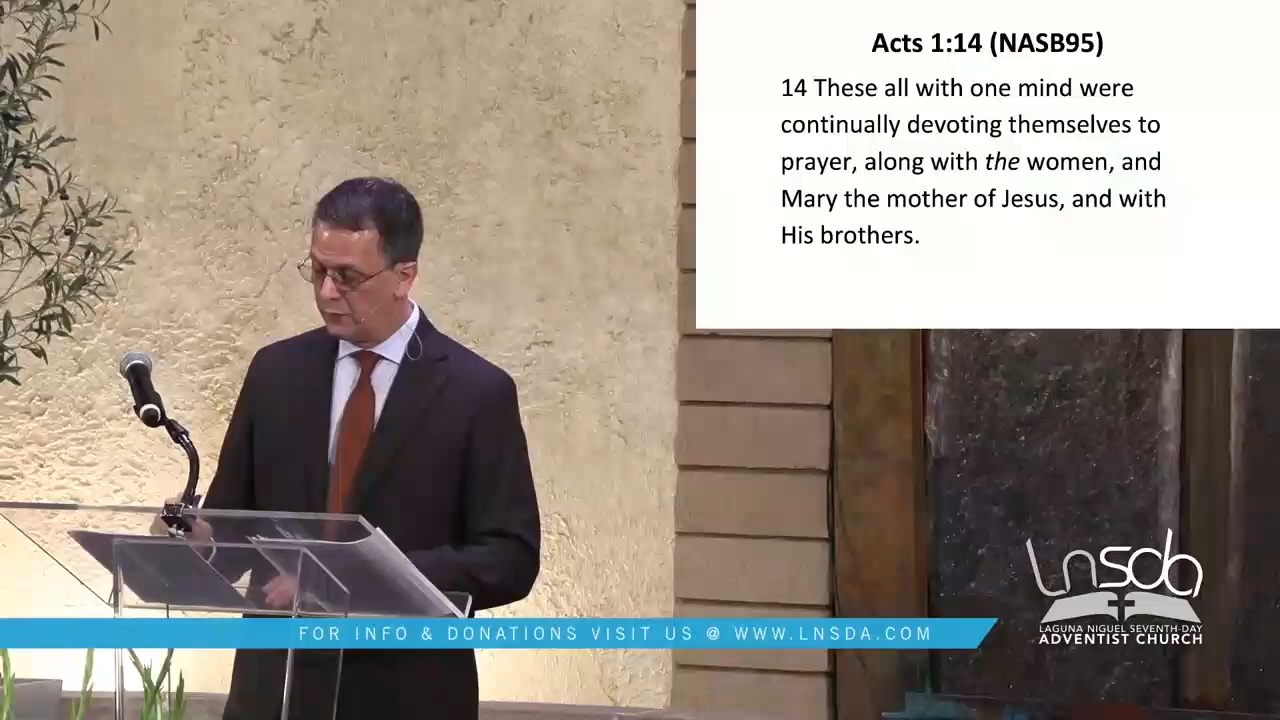 Acts 1:14 (NASB95)
14 These all with one mind were
continually devoting themselves to
prayer, along with the women, and
Mary the mother of Jesus, and with
His brothers.
lnsda
LAGUNA NIGUEL SEVENTH-DAY
ADVENTIST CHURCH
FOR INFO & DONATIONS VISIT US @ WWW.LNSDA.COM